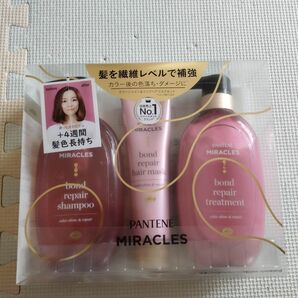 髪を繊維レベルで補強
カラー後の色落ち・ダメージに
No.1
+4週間
髪色長持ち
MIRACLES
bond
repair
shampoo
color shine & repair
bond repair
hair mask
PANTENE
MIRACLES
bond
repair
treatment
color shine & repair
PANTENE
MIRACLES